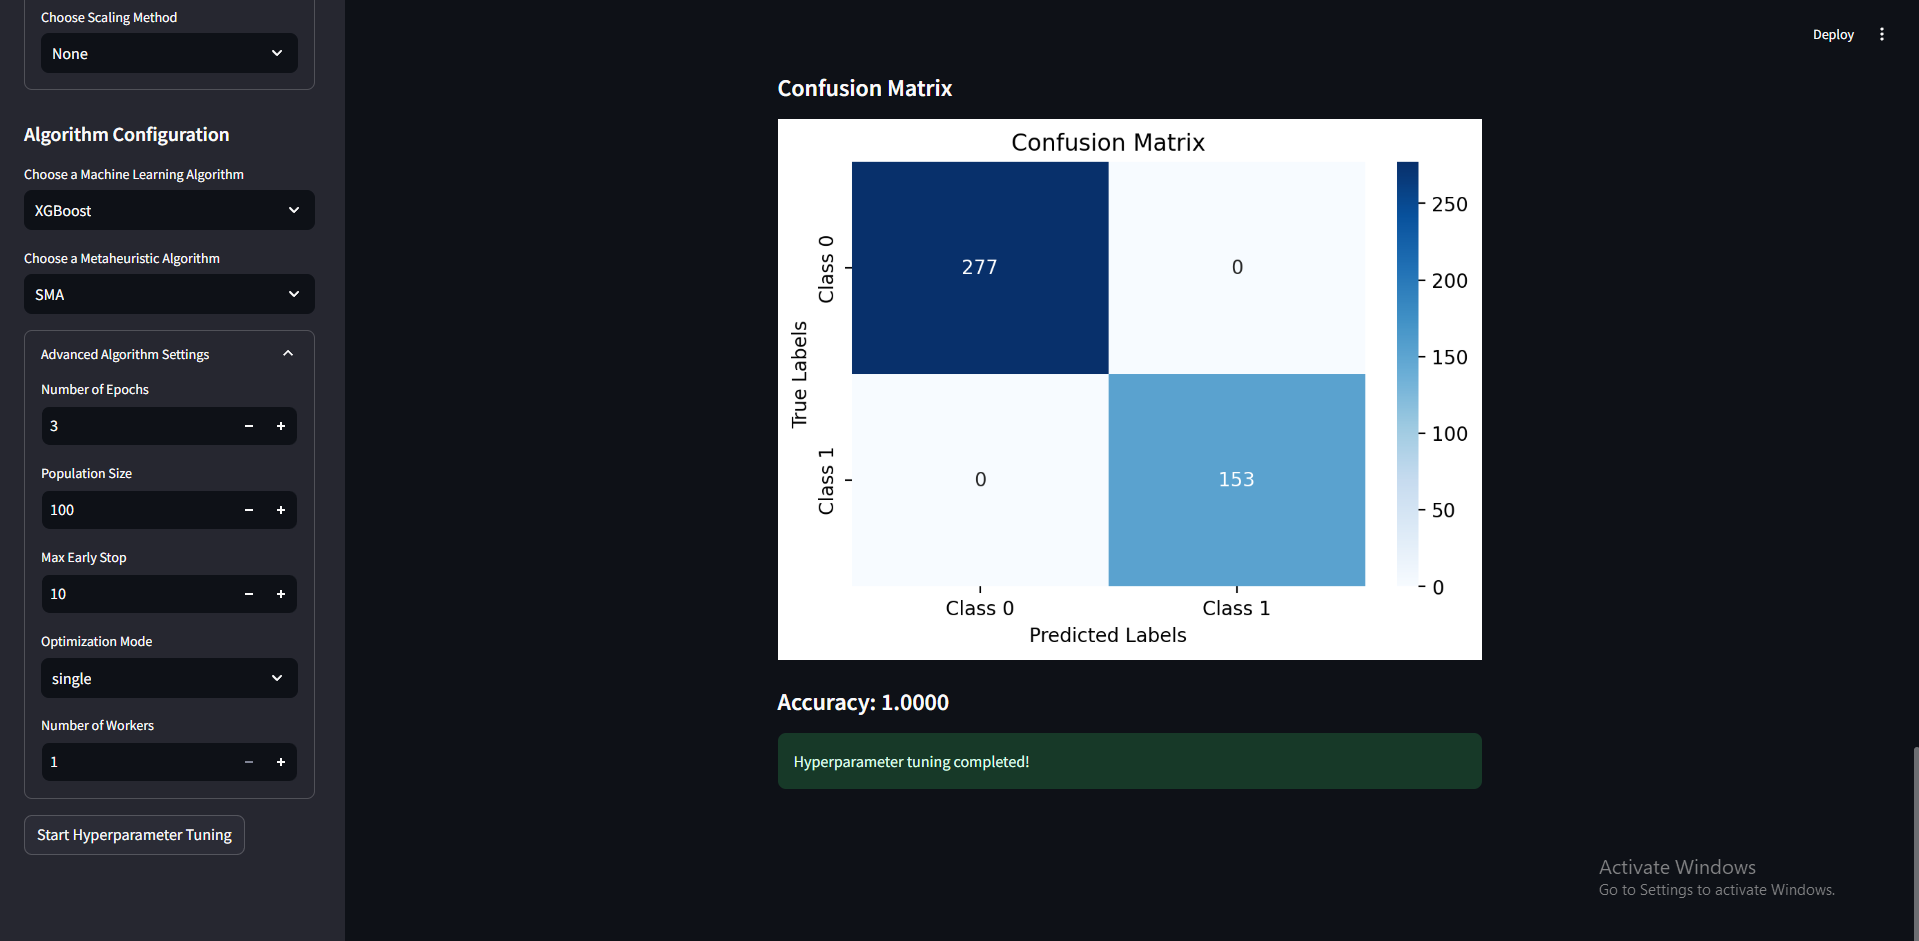 Choose Scaling Method
None
Algorithm Configuration
Choose a Machine Learning Algorithm
XGBoost
Choose a Metaheuristic Algorithm
SMA
Advanced Algorithm Settings
Number of Epochs
3
Population Size
100
Max Early Stop
10
Optimization Mode
single
Number of Workers
1
Start Hyperparameter Tuning
Deploy
Confusion Matrix
Confusion Matrix
True Labels
Class 0
277
0
Class 1
0
153
Class 0
Class 1
Predicted Labels
250
200
150
100
50
0
Accuracy: 1.0000
Hyperparameter tuning completed!
Activate Windows
Go to Settings to activate Windows.